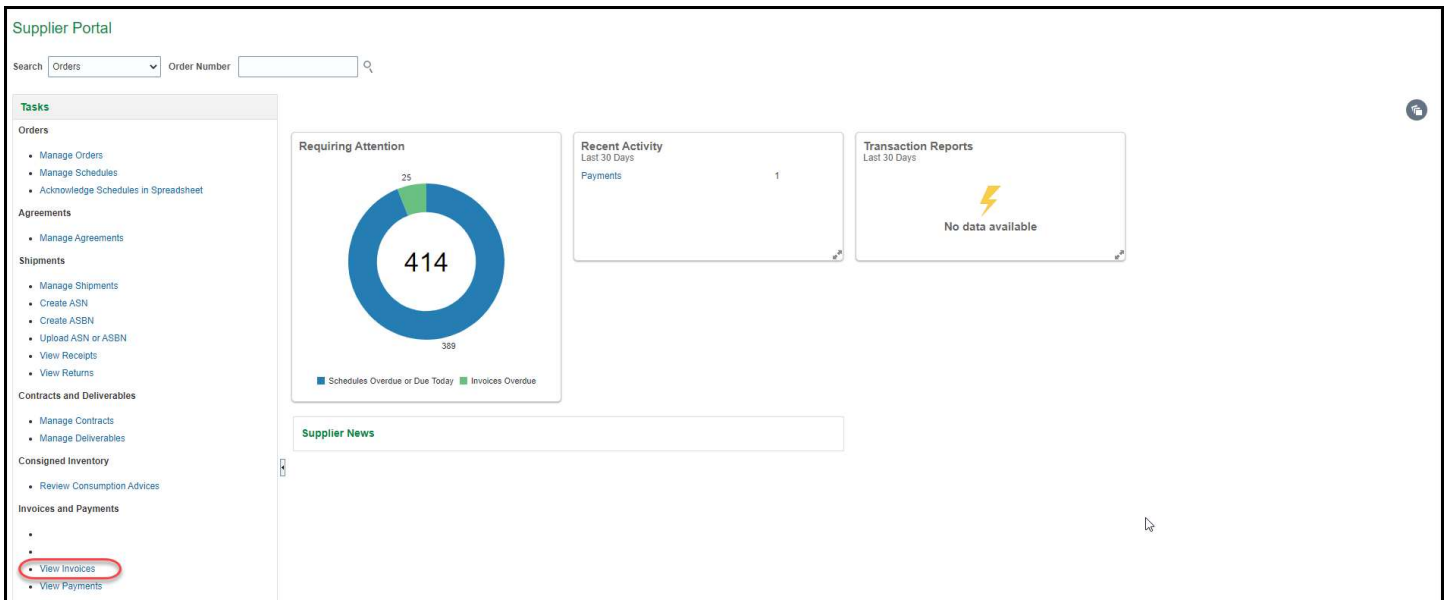 Supplier Portal
Search Orders Order Number
Tasks
Orders
Manage Orders
Manage Schedules
Acknowledge Schedules in Spreadsheet
Agreements
Manage Agreements
Shipments
Manage Shipments
Create ASN
Create ASBN
Upload ASN or ASBN
View Receipts
View Returns
Contracts and Deliverables
Manage Contracts
Manage Deliverables
Consigned Inventory
Review Consumption Advices
Invoices and Payments
View Invoices
View Payments
Requiring Attention
25
414
389
Schedules Overdue or Due Today Invoices Overdue
Recent Activity
Last 30 Days
Payments 1
Transaction Reports
Last 30 Days
No data available
Supplier News